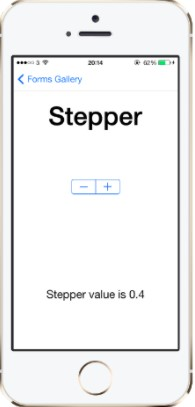 3 20:14 62%
Forms Gallery
Stepper
− +
Stepper value is 0.4